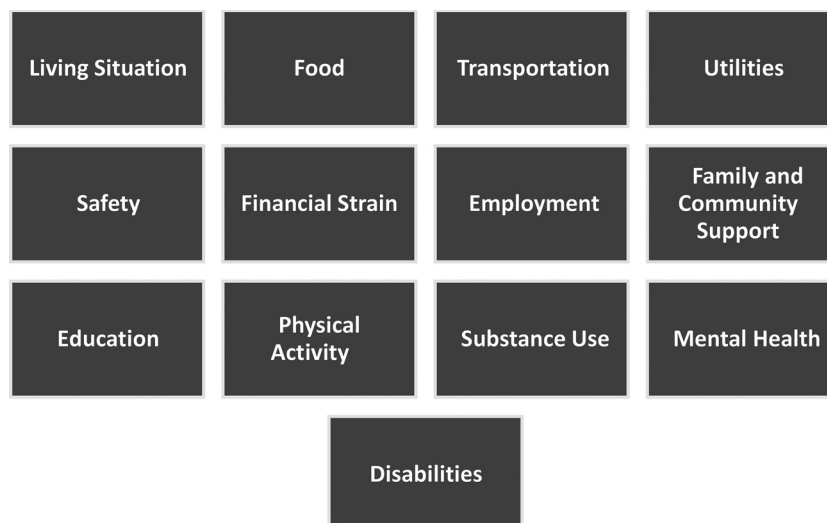 Living Situation
Food
Transportation
Utilities
Safety
Financial Strain
Employment
Family and
Community
Support
Education
Physical
Activity
Substance Use
Mental Health
Disabilities